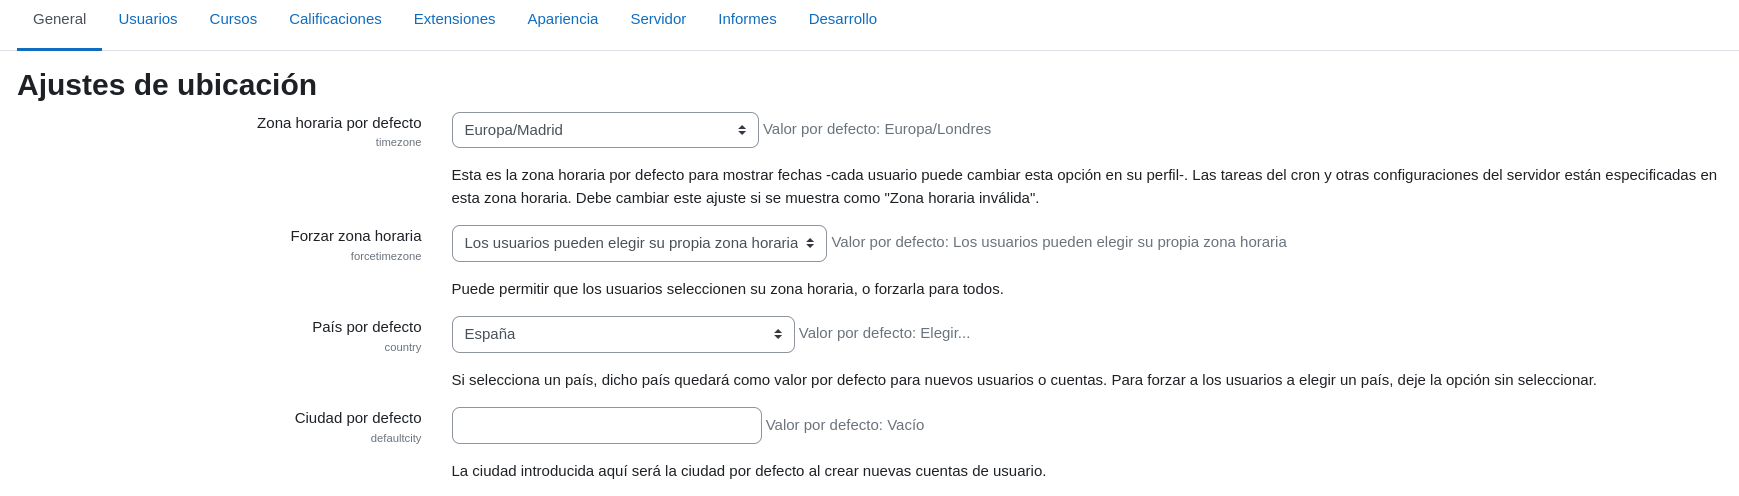 General Usuarios Cursos Calificaciones Extensiones Apariencia Servidor Informes Desarrollo
Ajustes de ubicación
Zona horaria por defecto Europa/Madrid Valor por defecto: Europa/Londres
timezone
Esta es la zona horaria por defecto para mostrar fechas -cada usuario puede cambiar esta opción en su perfil-. Las tareas del cron y otras configuraciones del servidor están especificadas en
esta zona horaria. Debe cambiar este ajuste si se muestra como "Zona horaria inválida".
Forzar zona horaria Los usuarios pueden elegir su propia zona horaria Valor por defecto: Los usuarios pueden elegir su propia zona horaria
forcetimezone
Puede permitir que los usuarios seleccionen su zona horaria, o forzarla para todos.
País por defecto España Valor por defecto: Elegir...
country
Si selecciona un país, dicho país quedará como valor por defecto para nuevos usuarios o cuentas. Para forzar a los usuarios a elegir un país, deje la opción sin seleccionar.
Ciudad por defecto Valor por defecto: Vacío
defaultcity
La ciudad introducida aquí será la ciudad por defecto al crear nuevas cuentas de usuario.